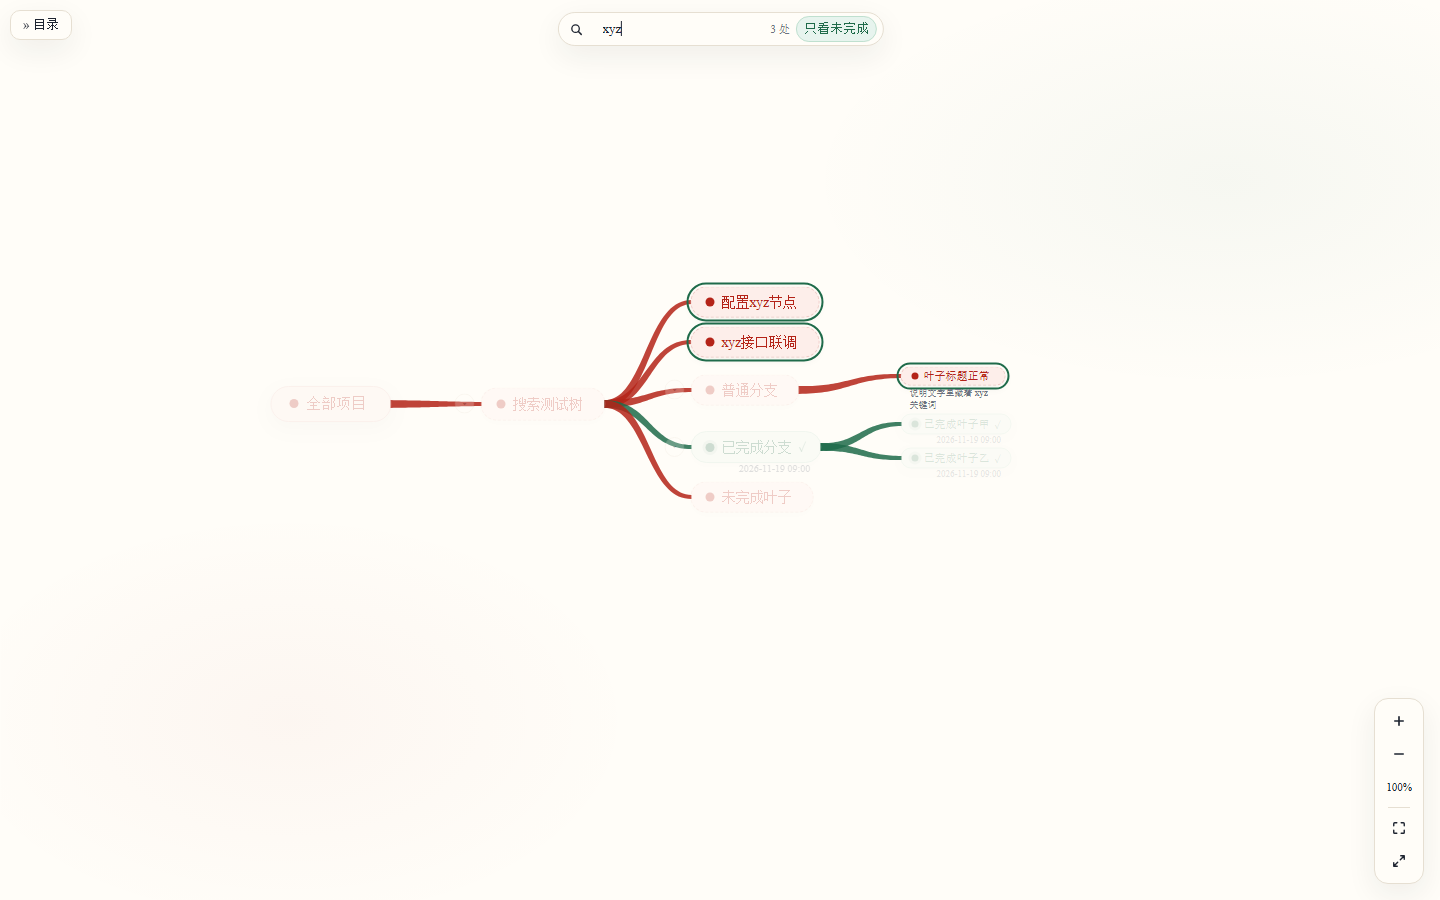 » 目录
xyz
3 处
只看未完成
配置xyz节点
xyz接口联调
全部项目
搜索测试树
普通分支
叶子标题正常
说明文字里藏着 xyz
关键词
已完成叶子甲 ✓
2026-11-19 09:00
已完成分支 ✓
2026-11-19 09:00
已完成叶子乙 ✓
2026-11-19 09:00
未完成叶子
100%